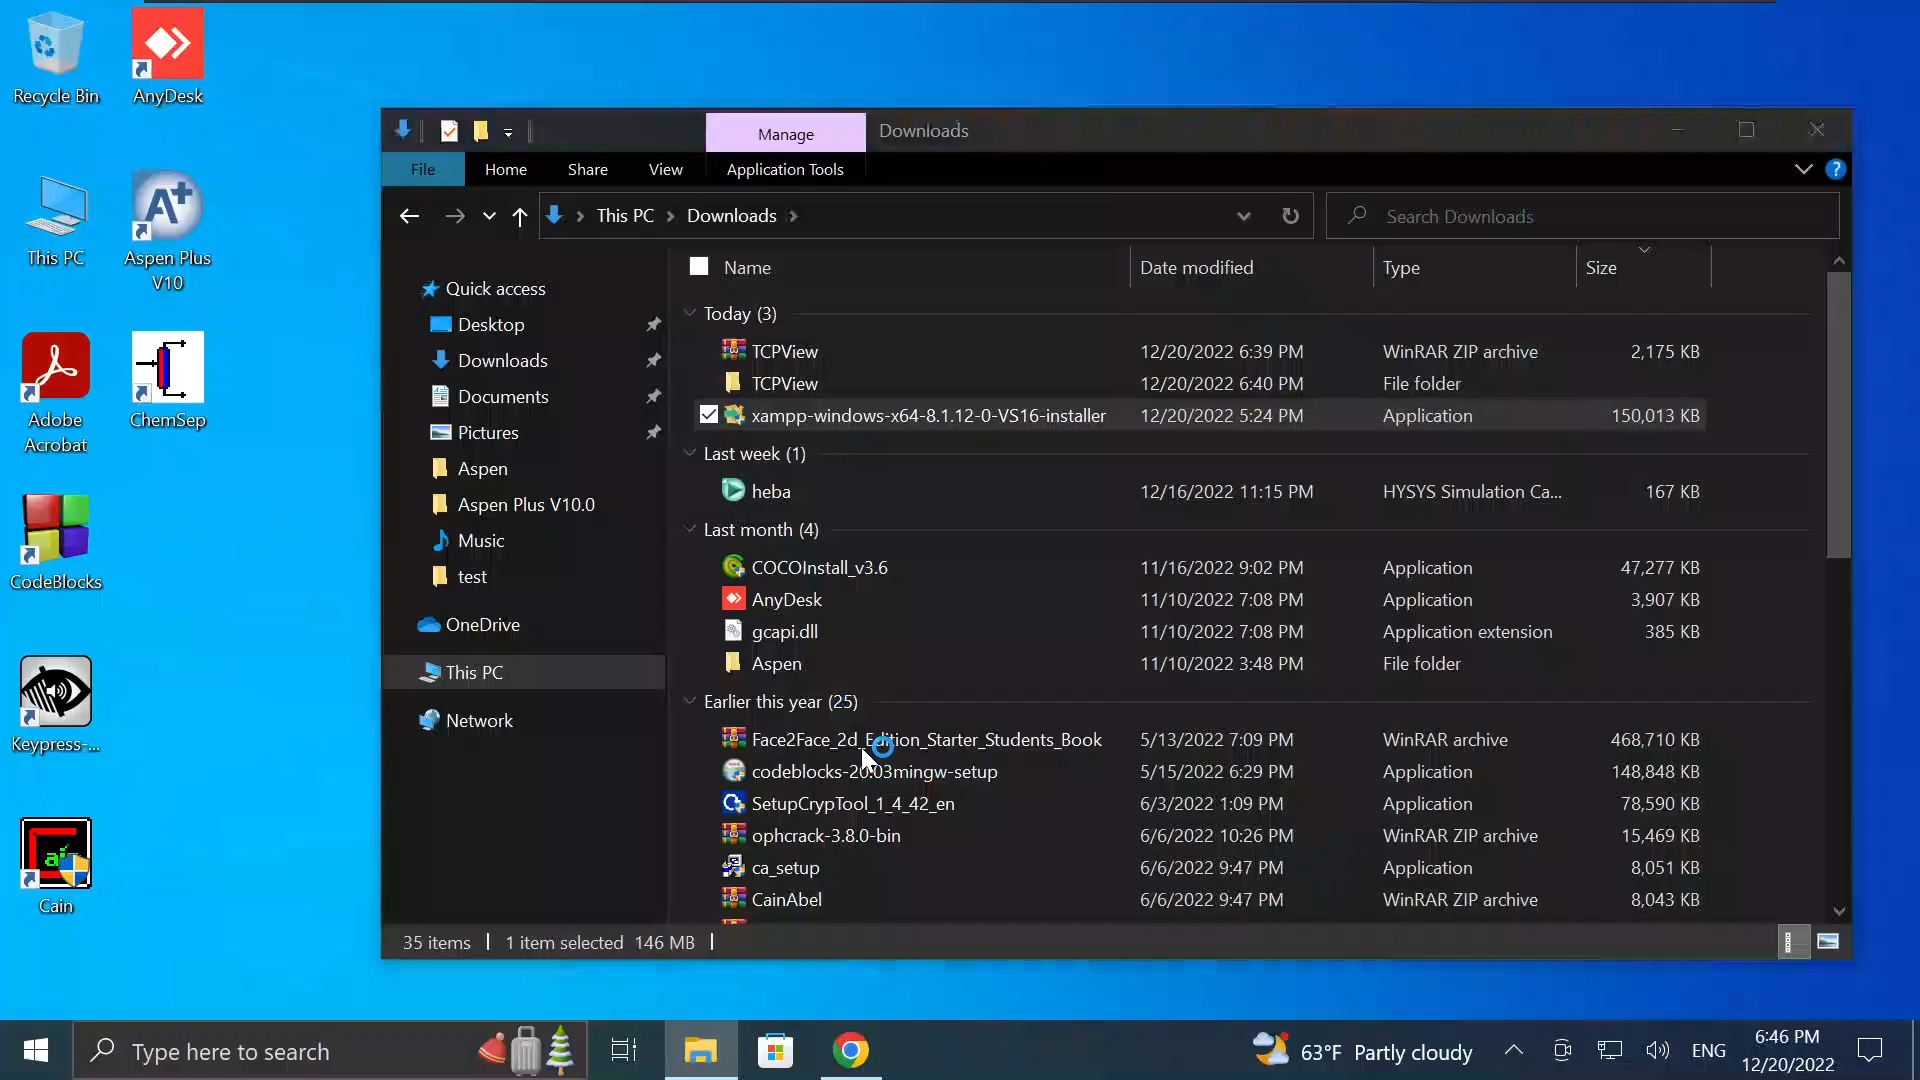 Recycle Bin
AnyDesk
This PC
Aspen Plus
V10
Adobe
Acrobat
ChemSep
CodeBlocks
Keypress-...
Cain
Manage
Downloads
File
Home
Share
View
Application Tools
?
This PC
Downloads
Search Downloads
Quick access
Desktop
Downloads
Documents
Pictures
Aspen
Aspen Plus V10.0
Music
test
OneDrive
This PC
Network
Name Date modified Type Size
Today (3)
TCPView 12/20/2022 6:39 PM WinRAR ZIP archive 2,175 KB
TCPView 12/20/2022 6:40 PM File folder
xampp-windows-x64-8.1.12-0-VS16-installer 12/20/2022 5:24 PM Application 150,013 KB
Last week (1)
heba 12/16/2022 11:15 PM HYSYS Simulation Ca... 167 KB
Last month (4)
COCOInstall_v3.6 11/16/2022 9:02 PM Application 47,277 KB
AnyDesk 11/10/2022 7:08 PM Application 3,907 KB
gcapi.dll 11/10/2022 7:08 PM Application extension 385 KB
Aspen 11/10/2022 3:48 PM File folder
Earlier this year (25)
Face2Face_2d_Edition_Starter_Students_Book 5/13/2022 7:09 PM WinRAR archive 468,710 KB
codeblocks-20.03mingw-setup 5/15/2022 6:29 PM Application 148,848 KB
SetupCrypTool_1_4_42_en 6/3/2022 1:09 PM Application 78,590 KB
ophcrack-3.8.0-bin 6/6/2022 10:26 PM WinRAR ZIP archive 15,469 KB
ca_setup 6/6/2022 9:47 PM Application 8,051 KB
CainAbel 6/6/2022 9:47 PM WinRAR ZIP archive 8,043 KB
35 items 1 item selected 146 MB
Type here to search
63°F Partly cloudy
ENG
6:46 PM
12/20/2022